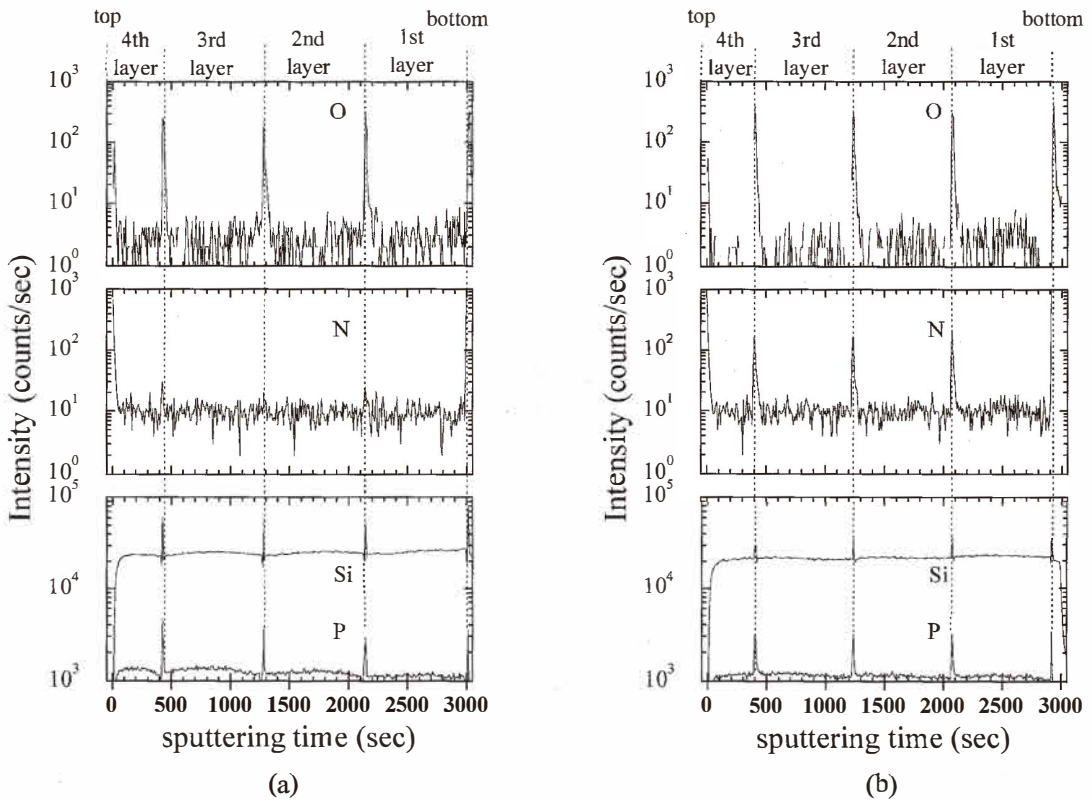 top
bottom
4th
layer
3rd
layer
2nd
layer
1st
layer
10³
10²
10¹
10⁰
O
10³
10²
10¹
10⁰
N
10⁵
10⁴
10³
Si
P
Intensity (counts/sec)
0 500 1000 1500 2000 2500 3000
sputtering time (sec)
(a)
top
bottom
4th
layer
3rd
layer
2nd
layer
1st
layer
10³
10²
10¹
10⁰
O
10³
10²
10¹
10⁰
N
10⁵
10⁴
10³
Si
P
Intensity (counts/sec)
0 500 1000 1500 2000 2500 3000
sputtering time (sec)
(b)